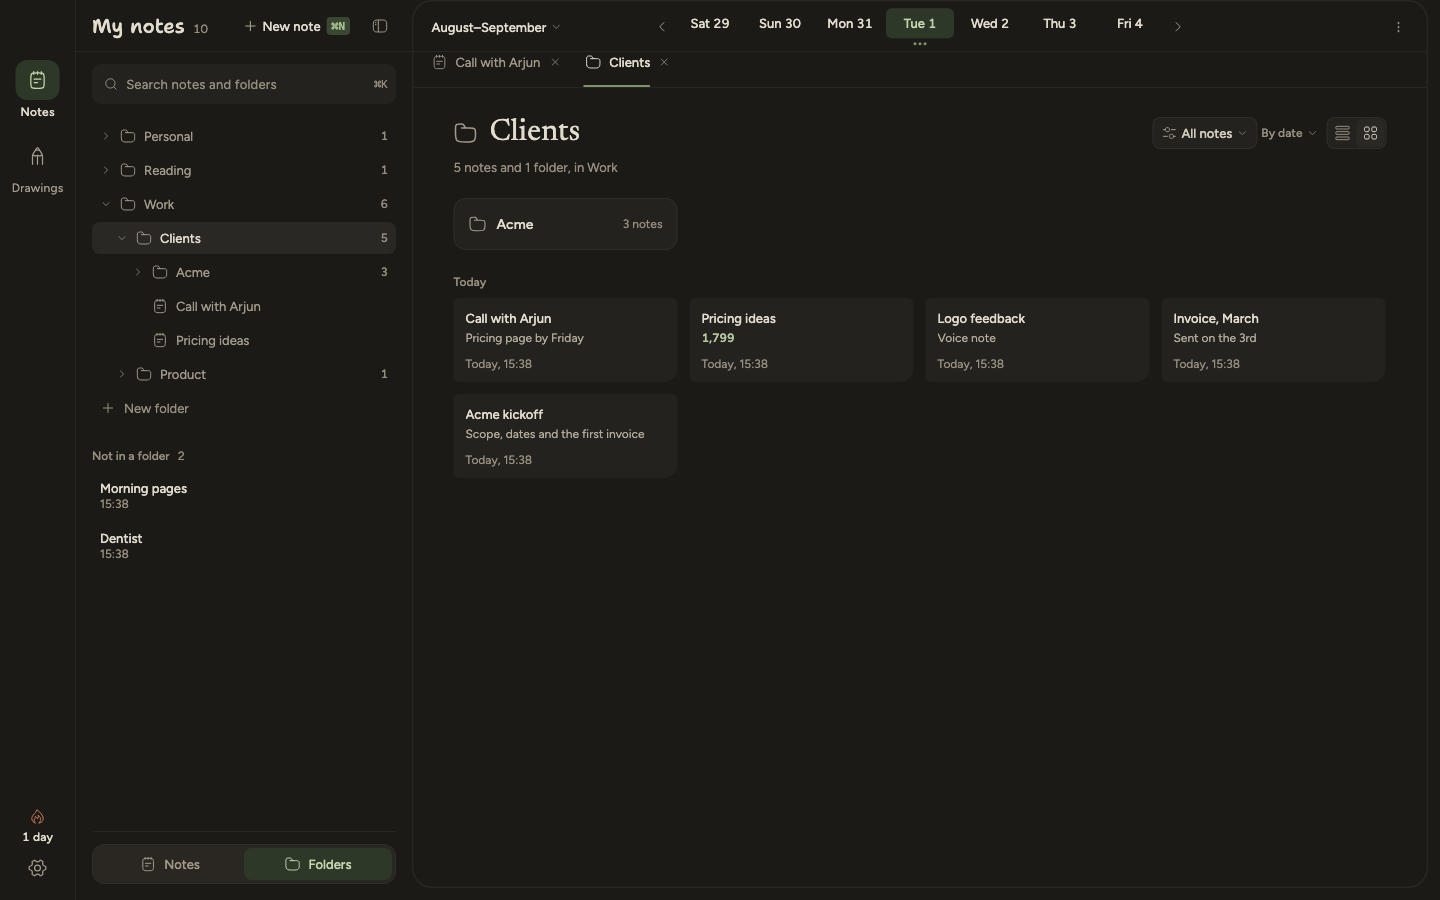 My notes 10
New note ⌘N
August–September
Sat 29
Sun 30
Mon 31
Tue 1
Wed 2
Thu 3
Fri 4
Notes
Drawings
1 day
Search notes and folders ⌘K
Personal 1
Reading 1
Work 6
Clients 5
Acme 3
Call with Arjun
Pricing ideas
Product 1
New folder
Not in a folder 2
Morning pages
15:38
Dentist
15:38
Notes
Folders
Call with Arjun
Clients
Clients
All notes
By date
5 notes and 1 folder, in Work
Acme 3 notes
Today
Call with Arjun
Pricing page by Friday
Today, 15:38
Pricing ideas
1,799
Today, 15:38
Logo feedback
Voice note
Today, 15:38
Invoice, March
Sent on the 3rd
Today, 15:38
Acme kickoff
Scope, dates and the first invoice
Today, 15:38